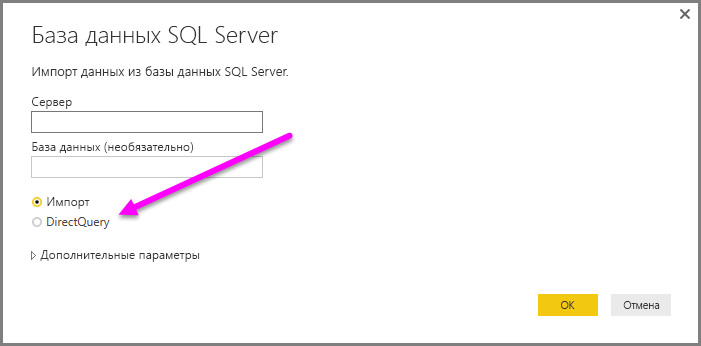 База данных SQL Server
Импорт данных из базы данных SQL Server.
Сервер
База данных (необязательно)
Импорт
DirectQuery
Дополнительные параметры
ОК
Отмена